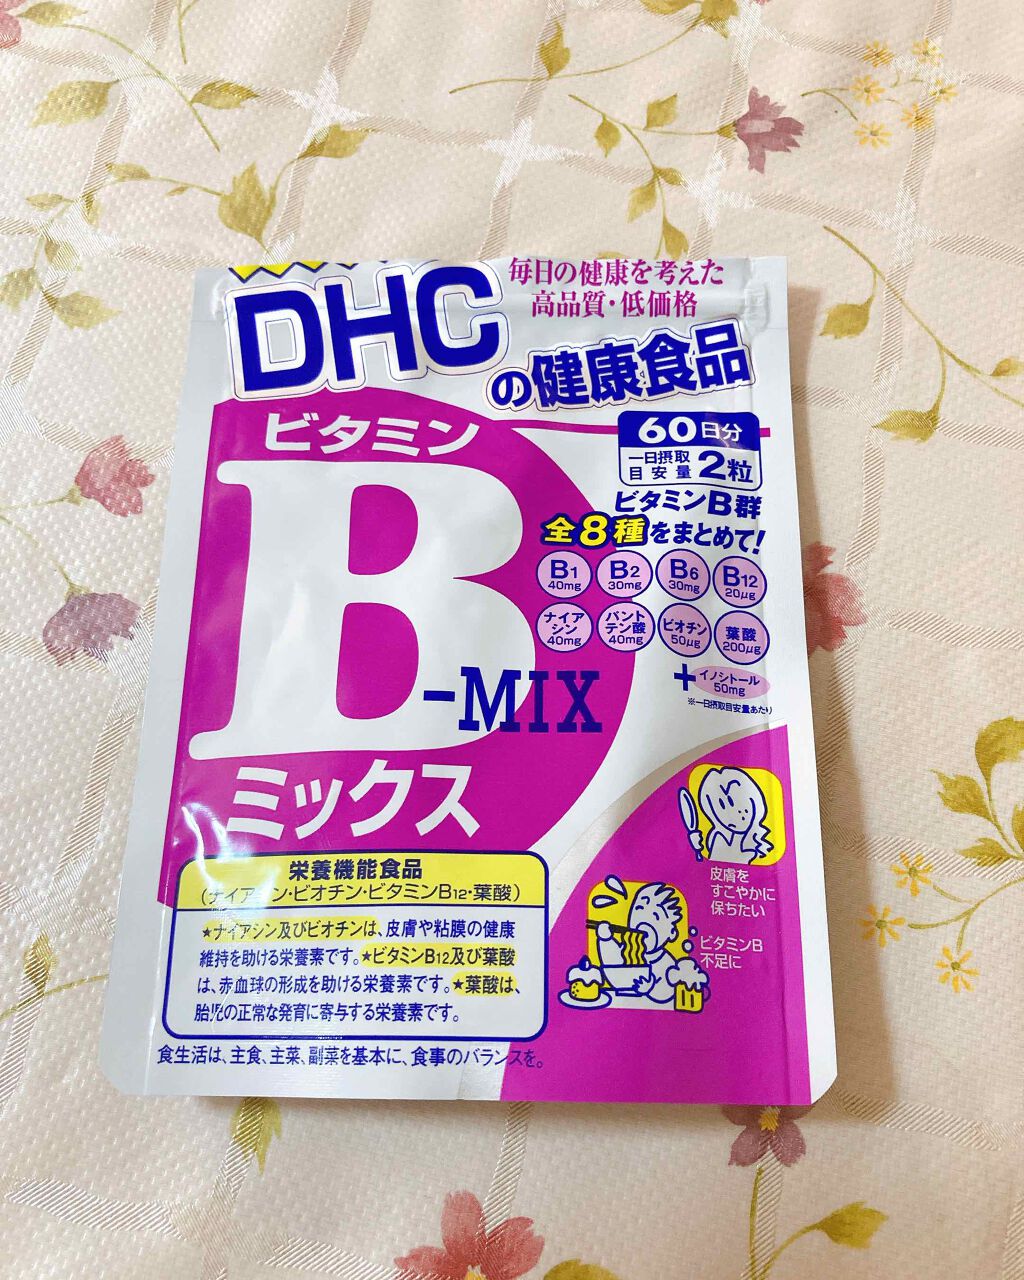 DHC
毎日の健康を考えた
高品質・低価格
の健康食品
ビタミン
B
-MIX
ミックス
60日分
一日摂取
目安量 2粒
ビタミンB群
全8種をまとめて!
B1
40mg
B2
30mg
B6
30mg
B12
20μg
ナイア
シン
40mg
パント
テン酸
40mg
ビオチン
50μg
葉酸
200μg
+イノシトール
50mg
※一日摂取目安量あたり
栄養機能食品
(ナイアシン・ビオチン・ビタミンB12・葉酸)
★ナイアシン及びビオチンは、皮膚や粘膜の健康
維持を助ける栄養素です。★ビタミンB12及び葉酸
は、赤血球の形成を助ける栄養素です。★葉酸は、
胎児の正常な発育に寄与する栄養素です。
皮膚を
すこやかに
保ちたい
ビタミンB
不足に
食生活は、主食、主菜、副菜を基本に、食事のバランスを。